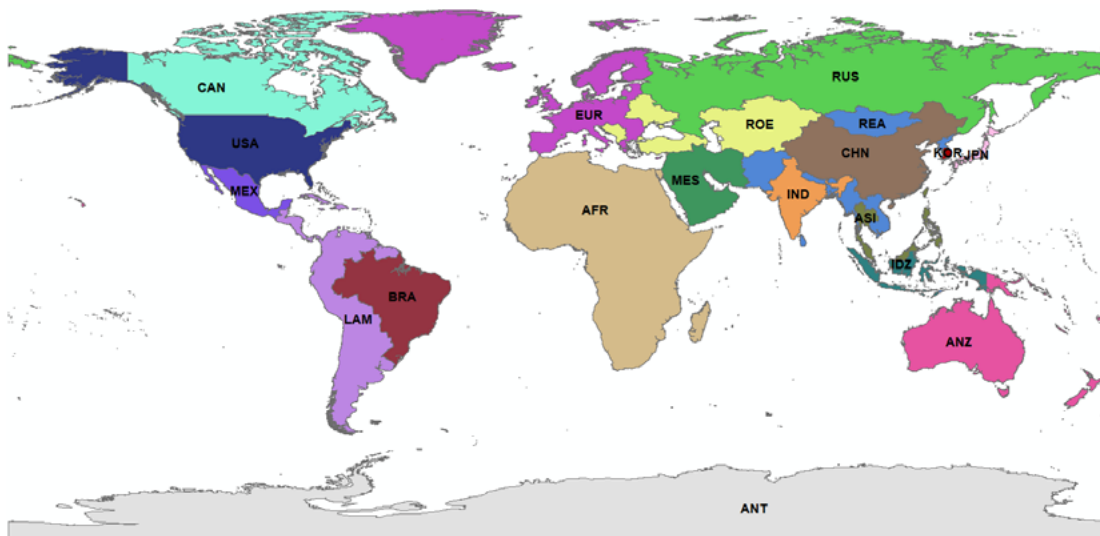 CAN
RUS
EUR
ROE
REA
USA
CHN
KOR
JPN
MEX
MES
IND
AFR
ASI
IDZ
BRA
LAM
ANZ
ANT